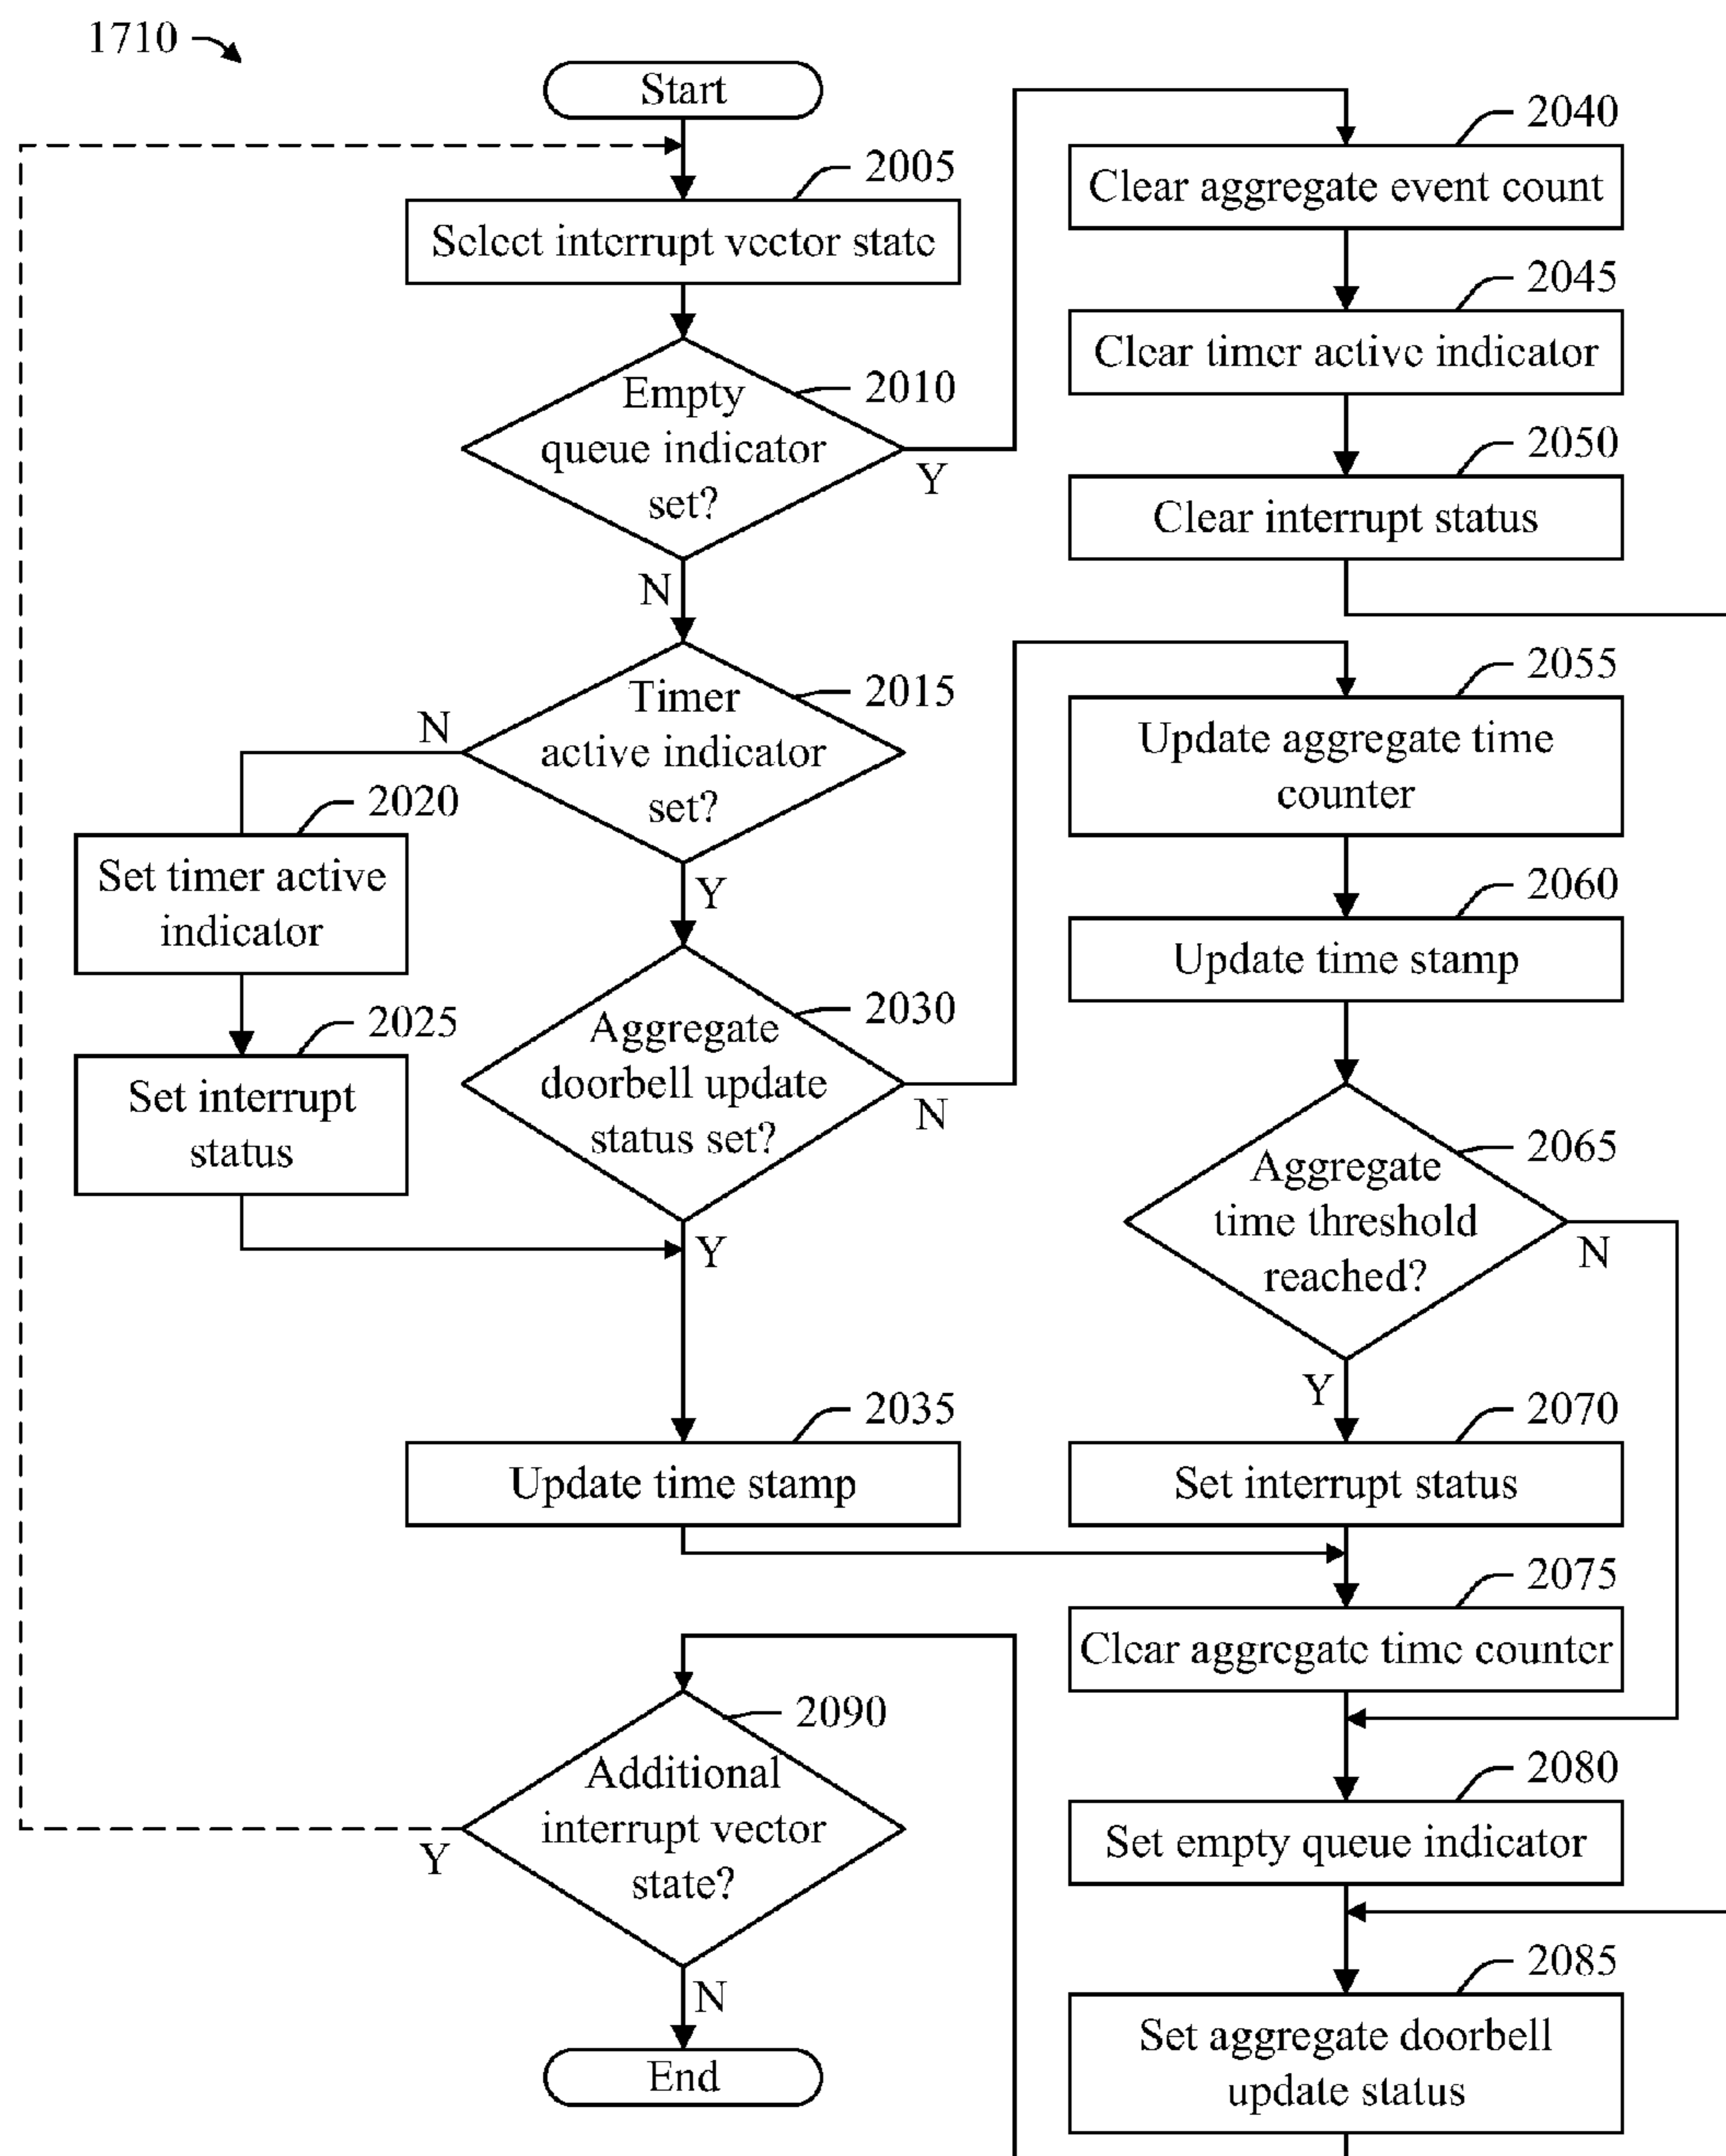 1710
Start
2005
Select interrupt vector state
2010
Empty
queue indicator
set?
Y
N
2015
Timer
active indicator
set?
N
Y
2020
Set timer active
indicator
2025
Set interrupt
status
2030
Aggregate
doorbell update
status set?
N
Y
2035
Update time stamp
2040
Clear aggregate event count
2045
Clear timer active indicator
2050
Clear interrupt status
2055
Update aggregate time
counter
2060
Update time stamp
2065
Aggregate
time threshold
reached?
N
Y
2070
Set interrupt status
2075
Clear aggregate time counter
2080
Set empty queue indicator
2085
Set aggregate doorbell
update status
2090
Additional
interrupt vector
state?
Y
N
End